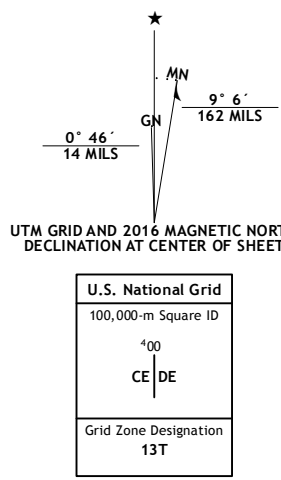 ★
MN
GN
0° 46´
14 MILS
9° 6´
162 MILS
UTM GRID AND 2016 MAGNETIC NORT
DECLINATION AT CENTER OF SHEET
U.S. National Grid
100,000-m Square ID
⁴00
CE DE
Grid Zone Designation
13T